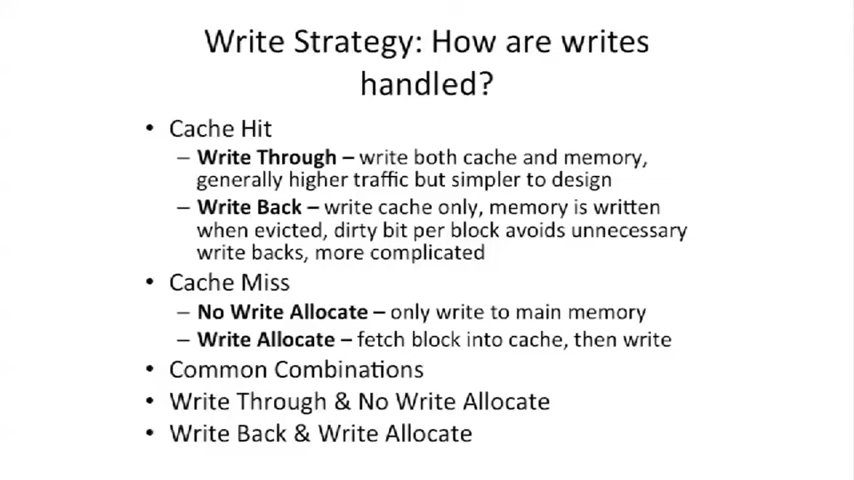 Write Strategy: How are writes
handled?
• Cache Hit
– Write Through – write both cache and memory,
generally higher traffic but simpler to design
– Write Back – write cache only, memory is written
when evicted, dirty bit per block avoids unnecessary
write backs, more complicated
• Cache Miss
– No Write Allocate – only write to main memory
– Write Allocate – fetch block into cache, then write
• Common Combinations
• Write Through & No Write Allocate
• Write Back & Write Allocate